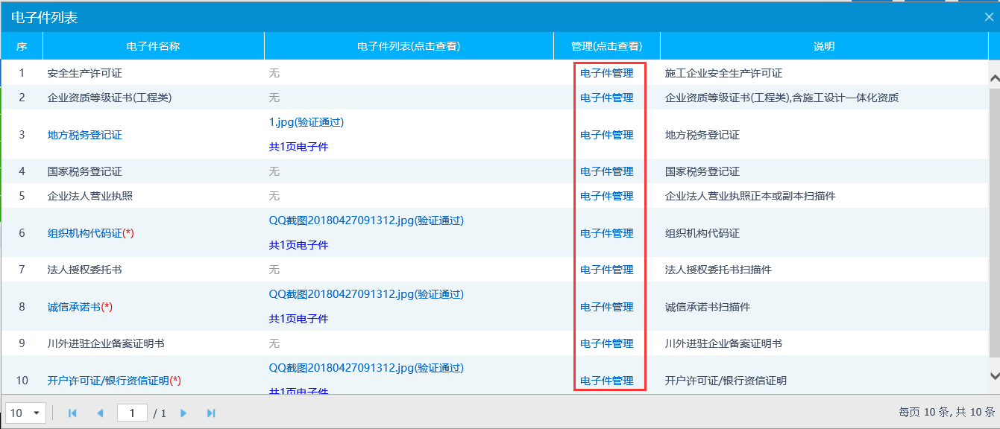 电子件列表
序 电子件名称 电子件列表(点击查看) 管理(点击查看) 说明
1 安全生产许可证 无 电子件管理 施工企业安全生产许可证
2 企业资质等级证书(工程类) 无 电子件管理 企业资质等级证书(工程类),含施工设计一体化资质
1.jpg(验证通过)
3 地方税务登记证 电子件管理 地方税务登记证
共1页电子件
4 国家税务登记证 无 电子件管理 国家税务登记证
5 企业法人营业执照 无 电子件管理 企业法人营业执照正本或副本扫描件
QQ截图20180427091312.jpg(验证通过)
6 组织机构代码证(*) 电子件管理 组织机构代码证
共1页电子件
7 法人授权委托书 无 电子件管理 法人授权委托书扫描件
QQ截图20180427091312.jpg(验证通过)
8 诚信承诺书(*) 电子件管理 诚信承诺书扫描件
共1页电子件
9 川外进驻企业备案证明书 无 电子件管理 川外进驻企业备案证明书
QQ截图20180427091312.jpg(验证通过)
10 开户许可证/银行资信证明(*) 电子件管理 开户许可证/银行资信证明
共1页电子件
10 1 / 1 每页 10 条, 共 10 条